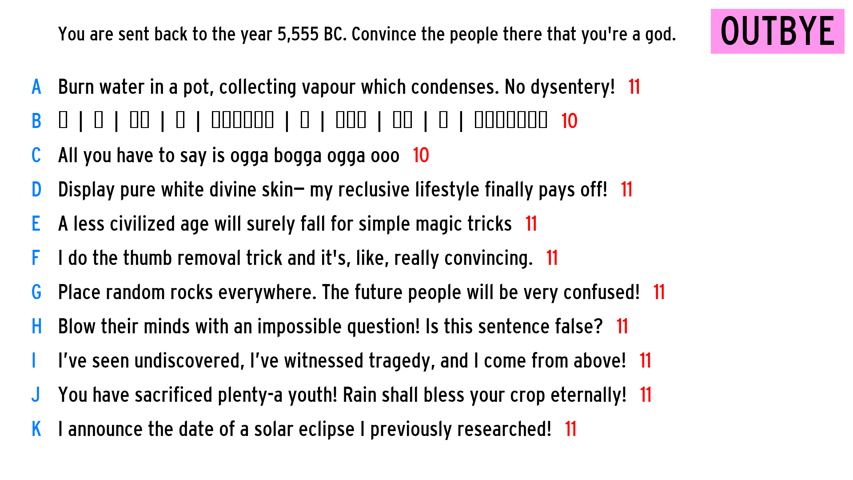 You are sent back to the year 5,555 BC. Convince the people there that you're a god.
OUTBYE
A Burn water in a pot, collecting vapour which condenses. No dysentery! 11
B ▯ | ▯ | ▯▯ | ▯ | ▯▯▯▯▯▯ | ▯ | ▯▯▯ | ▯▯ | ▯ | ▯▯▯▯▯▯▯ 10
C All you have to say is ogga bogga ogga ooo 10
D Display pure white divine skin— my reclusive lifestyle finally pays off! 11
E A less civilized age will surely fall for simple magic tricks 11
F I do the thumb removal trick and it's, like, really convincing. 11
G Place random rocks everywhere. The future people will be very confused! 11
H Blow their minds with an impossible question! Is this sentence false? 11
I I’ve seen undiscovered, I’ve witnessed tragedy, and I come from above! 11
J You have sacrificed plenty-a youth! Rain shall bless your crop eternally! 11
K I announce the date of a solar eclipse I previously researched! 11